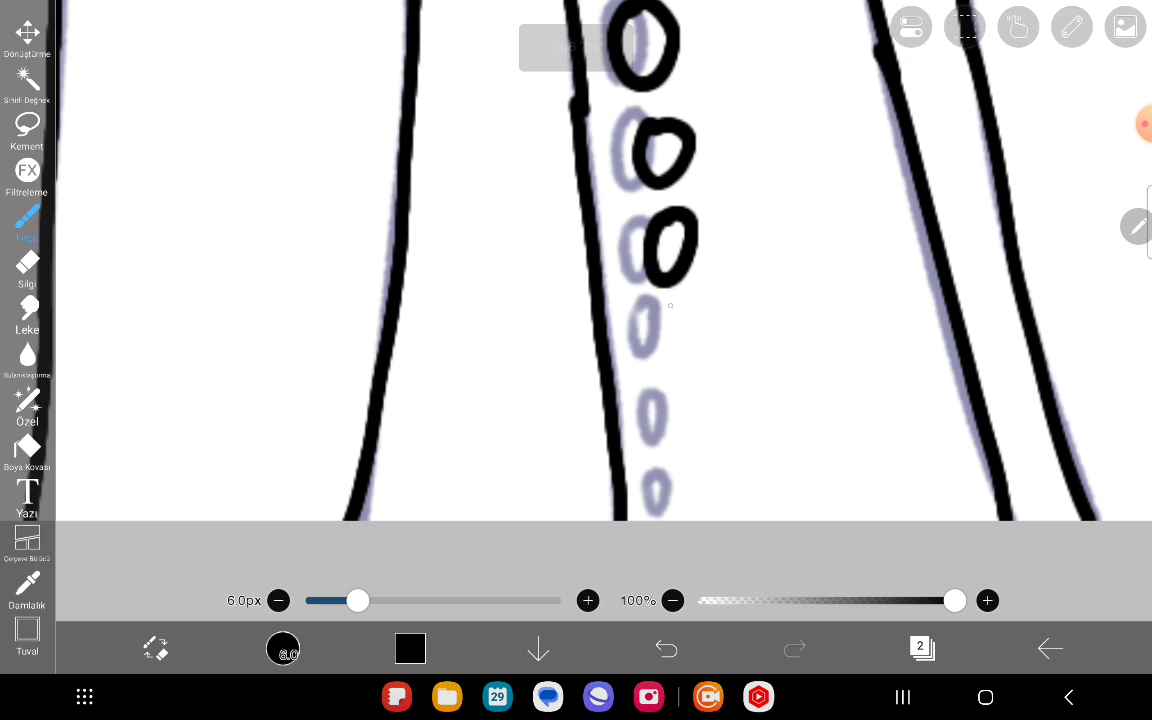 Dönüştürme
Sihirli Değnek
Kement
FX
Filtreleme
Fırça
Silgi
Leke
Bulanıklaştırma
Özel
Boya Kovası
T
Yazı
Çerçeve Bölücü
Damlalık
Tuval
6.0px
100%
6.0
2
29